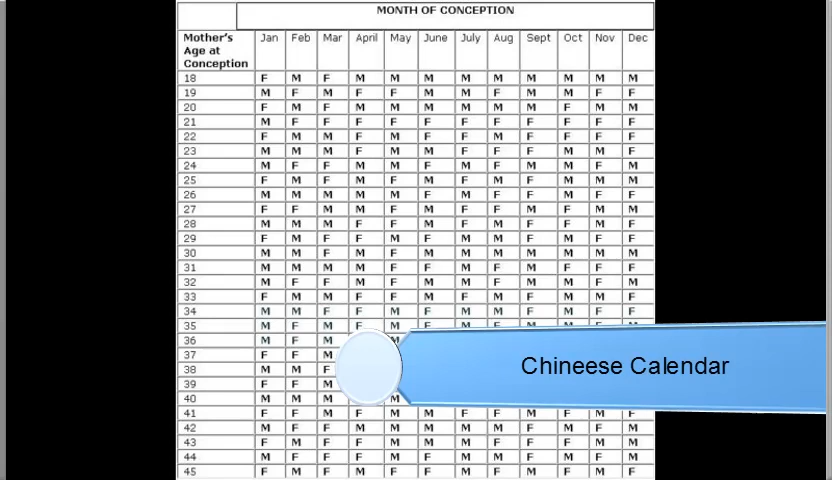 MONTH OF CONCEPTION
Mother's Age at Conception Jan Feb Mar April May June July Aug Sept Oct Nov Dec
18 F M F M M M M M M M M M
19 M F M F F M M F M M F F
20 F M F M M M M M M F M M
21 M F F F F F F F F F F F
22 F M M F M F F M F F F F
23 M M M F M M F F F M M F
24 M F F M M F M F M M F M
25 F M F M F M F M F M M M
26 M M M M M F M F F M F F
27 F F M M F M F F M F M M
28 M M M F F M F M F F M F
29 F M F F M F M M F M F F
30 M M F M F M M M M M M M
31 M M M M F F M F M F F F
32 M F F M F M M F M M F M
33 F M M F F M F M F M M F
34 M M F F M F M M F M F F
35 M F M F M F M F M M F
36 M F M M
37 F F M
38 M M F
39 F F M
40 M M M M
41 F F M F M M F F M F M F
42 M F F M M M M M F M F M
43 F M F F M M M F F F M M
44 M F F F M F M M F M F M
45 F M F M F F M F M F M F
Chineese Calendar